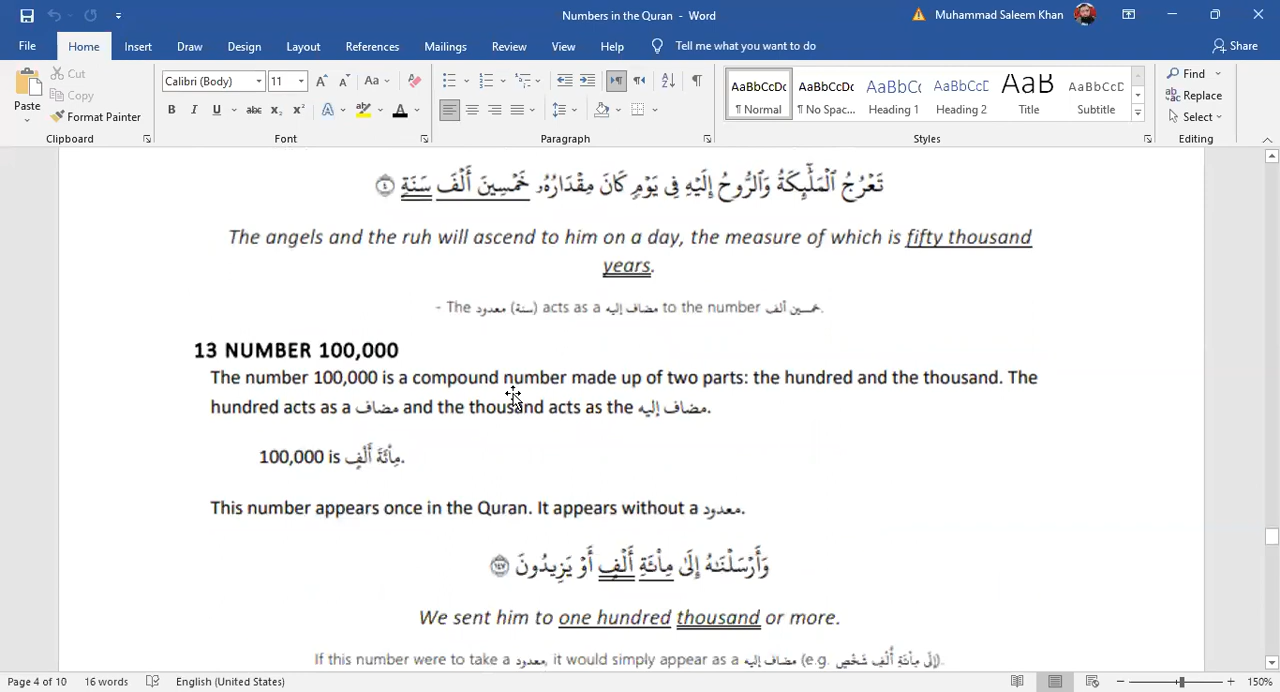 Numbers in the Quran - Word
Muhammad Saleem Khan
File Home Insert Draw Design Layout References Mailings Review View Help Tell me what you want to do Share
Paste
Cut
Copy
Format Painter
Clipboard
Calibri (Body) 11
Font
Paragraph
AaBbCcDc AaBbCcDc AaBbCc AaBbCcD AaB AaBbCcD
¶ Normal ¶ No Spac... Heading 1 Heading 2 Title Subtitle
Styles
Find
Replace
Select
Editing
تَعْرُجُ ٱلْمَلَٰٓئِكَةُ وَٱلرُّوحُ إِلَيْهِ فِى يَوْمٍ كَانَ مِقْدَارُهُۥ خَمْسِينَ أَلْفَ سَنَةٍ ٤
The angels and the ruh will ascend to him on a day, the measure of which is fifty thousand
years.
- The معدود (سنة) acts as a مضاف إليه to the number خمسين ألف.
13 NUMBER 100,000
The number 100,000 is a compound number made up of two parts: the hundred and the thousand. The
hundred acts as a مضاف and the thousand acts as the مضاف إليه.
100,000 is مِائَةَ أَلْفٍ.
This number appears once in the Quran. It appears without a معدود.
وَأَرْسَلْنَٰهُ إِلَىٰ مِا۟ئَةِ أَلْفٍ أَوْ يَزِيدُونَ ١٤٧
We sent him to one hundred thousand or more.
If this number were to take a معدود, it would simply appear as a مضاف إليه (e.g. إِلَى مِائَةِ أَلْفِ شَخْصٍ).
Page 4 of 10 16 words English (United States) 150%